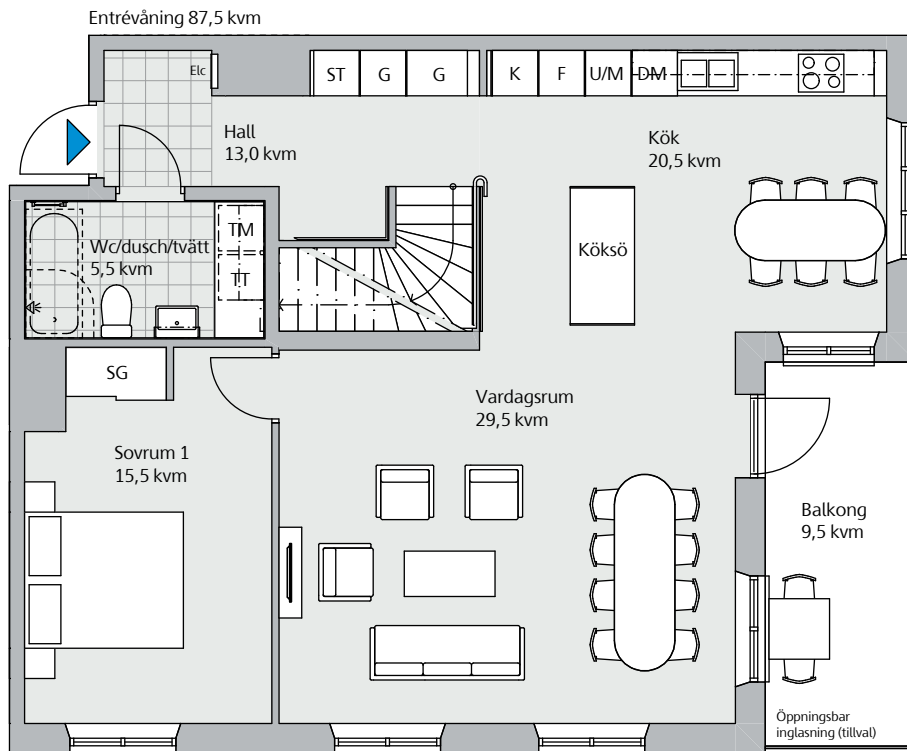 Entrévåning 87,5 kvm
Elc
ST
G
G
K
F
U/M
DM
Hall
13,0 kvm
Kök
20,5 kvm
Wc/dusch/tvätt
5,5 kvm
TM
TT
Köksö
SG
Vardagsrum
29,5 kvm
Sovrum 1
15,5 kvm
Balkong
9,5 kvm
Öppningsbar
inglasning (tillval)